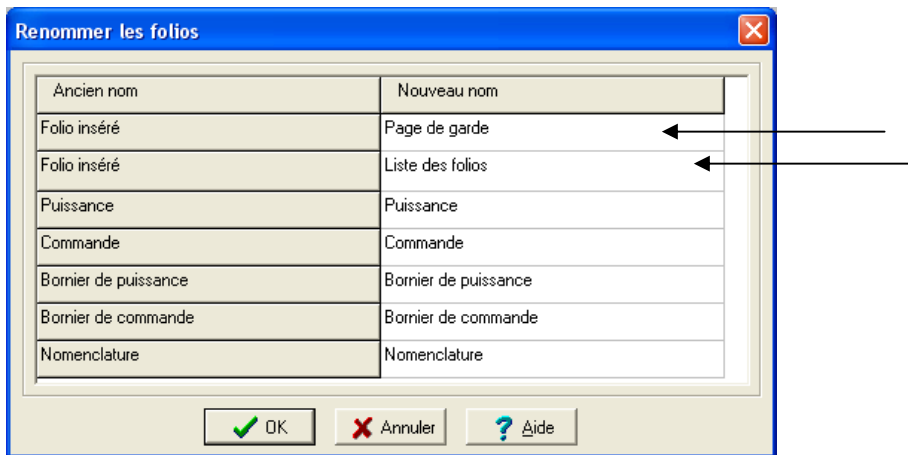 Renommer les folios
Ancien nom Nouveau nom
Folio inséré Page de garde
Folio inséré Liste des folios
Puissance Puissance
Commande Commande
Bornier de puissance Bornier de puissance
Bornier de commande Bornier de commande
Nomenclature Nomenclature
OK Annuler ? Aide